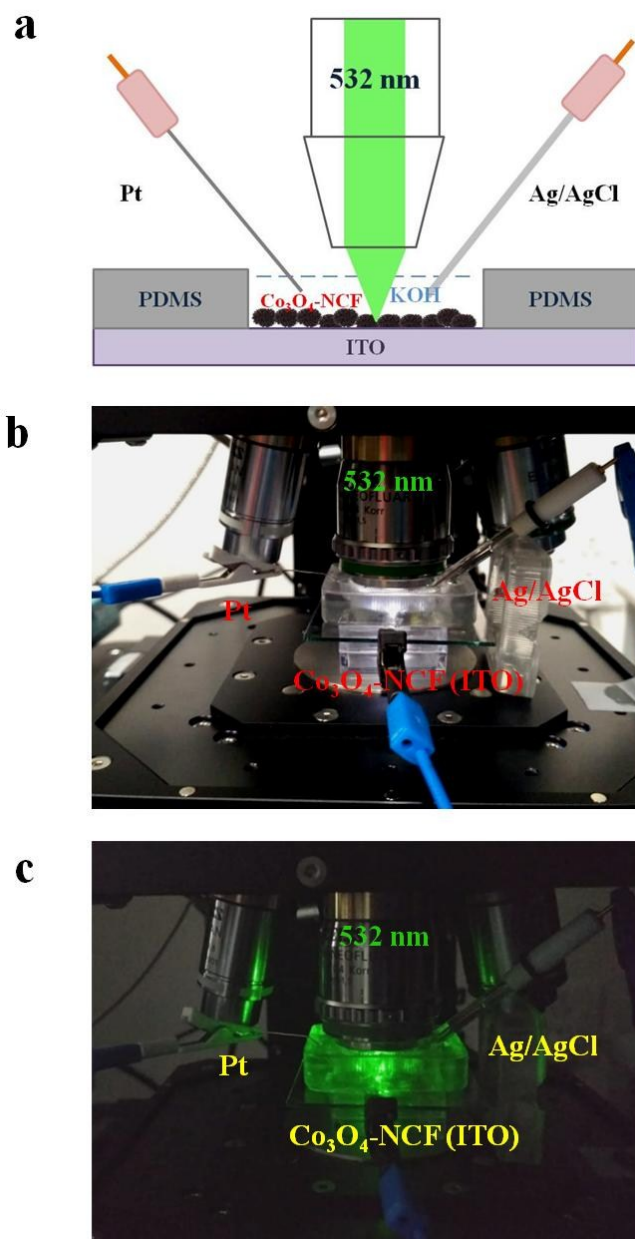 a
532 nm
Pt
Ag/AgCl
PDMS
Co₃O₄-NCF
KOH
PDMS
ITO
b
532 nm
Korr
Pt
Ag/AgCl
Co₃O₄-NCF (ITO)
c
532 nm
Pt
Ag/AgCl
Co₃O₄-NCF (ITO)